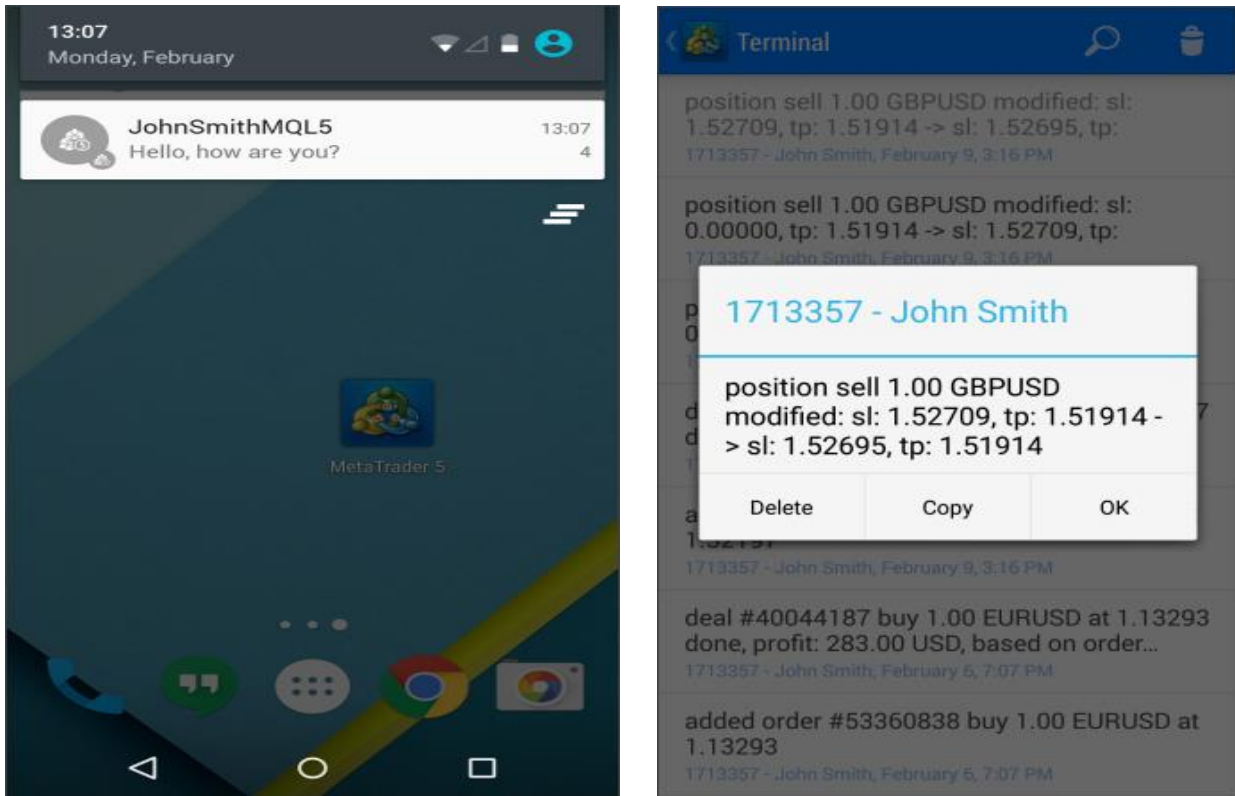 13:07
Monday, February
JohnSmithMQL5
13:07
Hello, how are you?
4
MetaTrader 5
Terminal
position sell 1.00 GBPUSD modified: sl:
1.52709, tp: 1.51914 -> sl: 1.52695, tp:
1713357 - John Smith, February 9, 3:16 PM
position sell 1.00 GBPUSD modified: sl:
0.00000, tp: 1.51914 -> sl: 1.52709, tp:
1713357 - John Smith, February 9, 3:16 PM
1713357 - John Smith
position sell 1.00 GBPUSD
modified: sl: 1.52709, tp: 1.51914 -
> sl: 1.52695, tp: 1.51914
Delete
Copy
OK
1713357 - John Smith, February 9, 3:16 PM
deal #40044187 buy 1.00 EURUSD at 1.13293
done, profit: 283.00 USD, based on order...
1713357 - John Smith, February 6, 7:07 PM
added order #53360838 buy 1.00 EURUSD at
1.13293
1713357 - John Smith, February 6, 7:07 PM